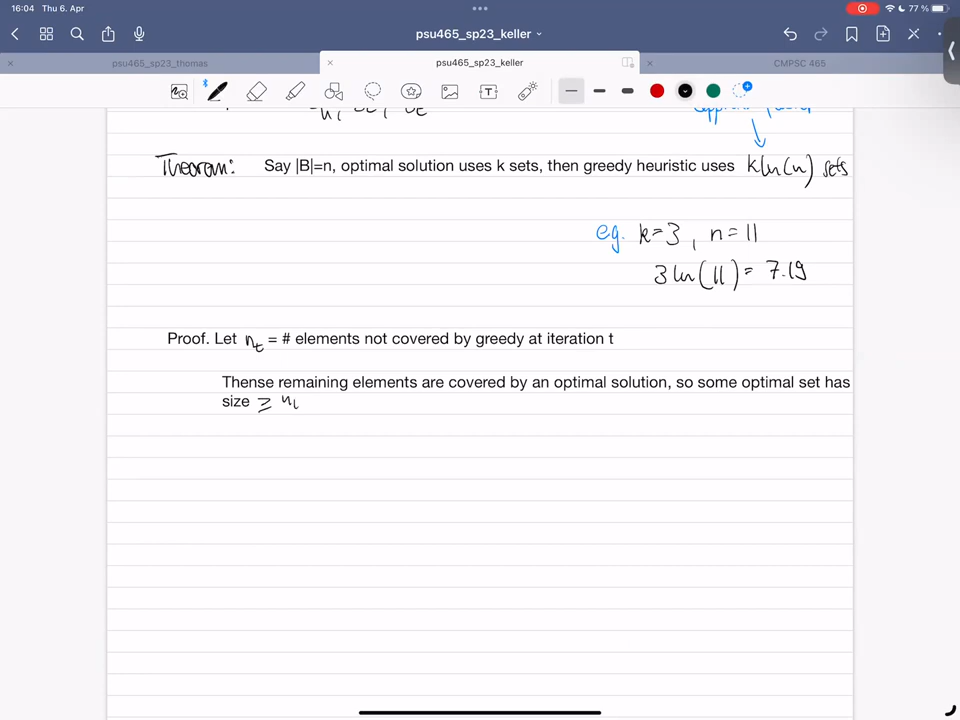 16:04 Thu 6. Apr
77 %
psu465_sp23_keller
psu465_sp23_thomas
psu465_sp23_keller
CMPSC 465
Theorem: Say |B|=n, optimal solution uses k sets, then greedy heuristic uses k ln(n) sets
eg. k=3, n=11
3 ln(11) = 7.19
Proof. Let nₜ = # elements not covered by greedy at iteration t
Thense remaining elements are covered by an optimal solution, so some optimal set has
size ≥ n